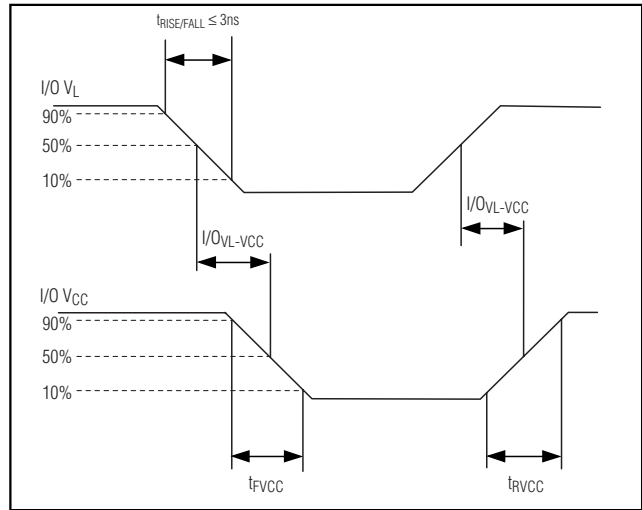 tRISE/FALL ≤ 3ns
I/O VL
90%
50%
10%
I/OVL-VCC
I/OVL-VCC
I/O VCC
90%
50%
10%
tFVCC
tRVCC